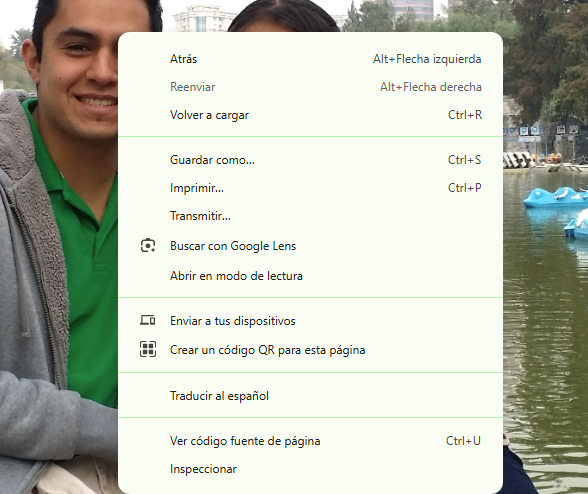 Atrás Alt+Flecha izquierda
Reenviar Alt+Flecha derecha
Volver a cargar Ctrl+R
Guardar como... Ctrl+S
Imprimir... Ctrl+P
Transmitir...
Buscar con Google Lens
Abrir en modo de lectura
Enviar a tus dispositivos
Crear un código QR para esta página
Traducir al español
Ver código fuente de página Ctrl+U
Inspeccionar